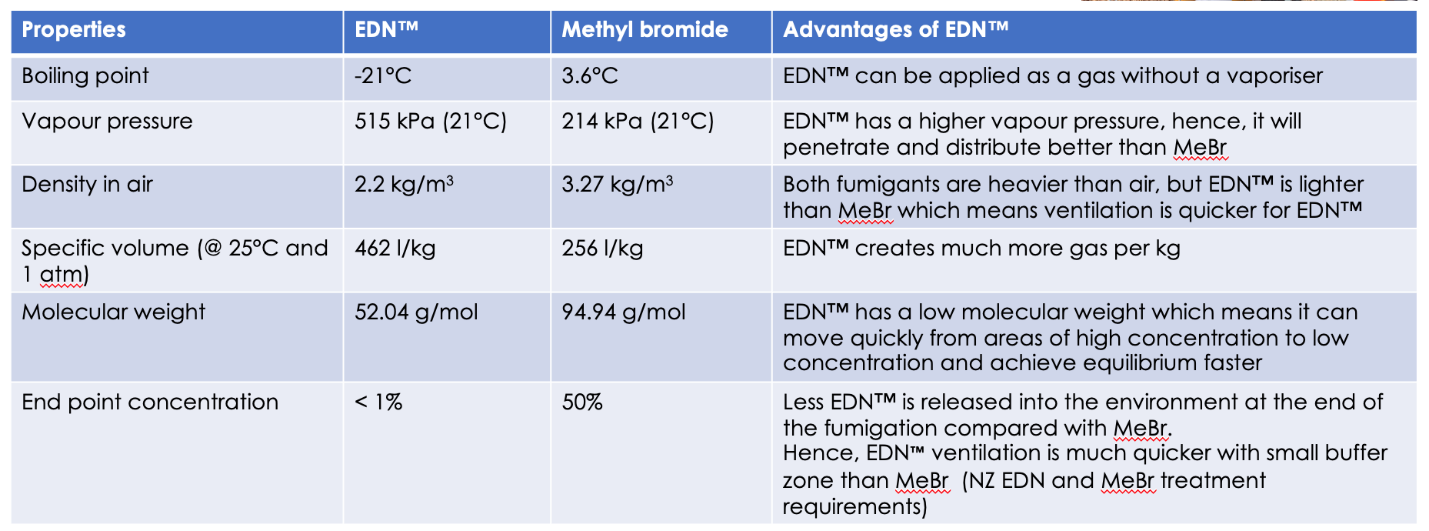 Properties EDN™ Methyl bromide Advantages of EDN™
Boiling point -21°C 3.6°C EDN™ can be applied as a gas without a vaporiser
Vapour pressure 515 kPa (21°C) 214 kPa (21°C) EDN™ has a higher vapour pressure, hence, it will
penetrate and distribute better than MeBr
Density in air 2.2 kg/m³ 3.27 kg/m³ Both fumigants are heavier than air, but EDN™ is lighter
than MeBr which means ventilation is quicker for EDN™
Specific volume (@ 25°C and 462 l/kg 256 l/kg EDN™ creates much more gas per kg
1 atm)
Molecular weight 52.04 g/mol 94.94 g/mol EDN™ has a low molecular weight which means it can
move quickly from areas of high concentration to low
concentration and achieve equilibrium faster
End point concentration < 1% 50% Less EDN™ is released into the environment at the end of
the fumigation compared with MeBr.
Hence, EDN™ ventilation is much quicker with small buffer
zone than MeBr (NZ EDN and MeBr treatment
requirements)